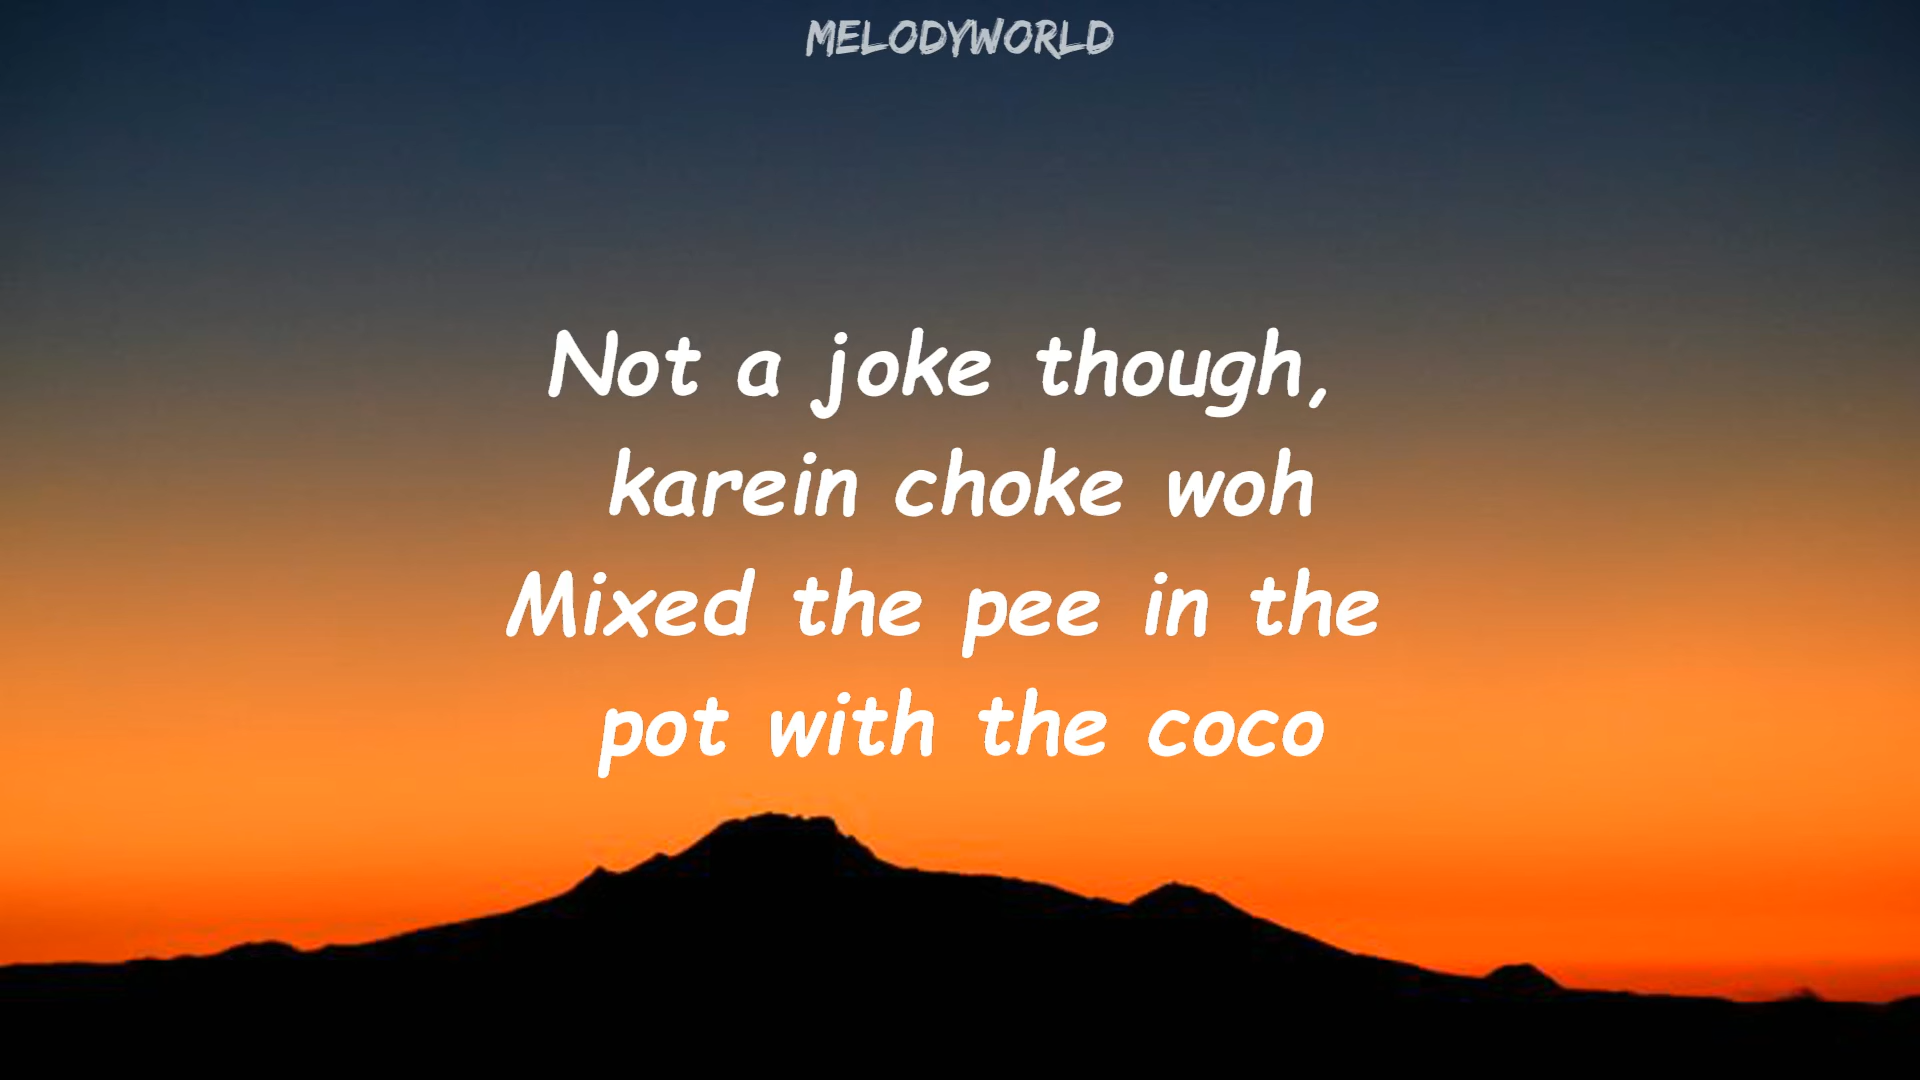 MELODYWORLD
Not a joke though,
karein choke woh
Mixed the pee in the
pot with the coco